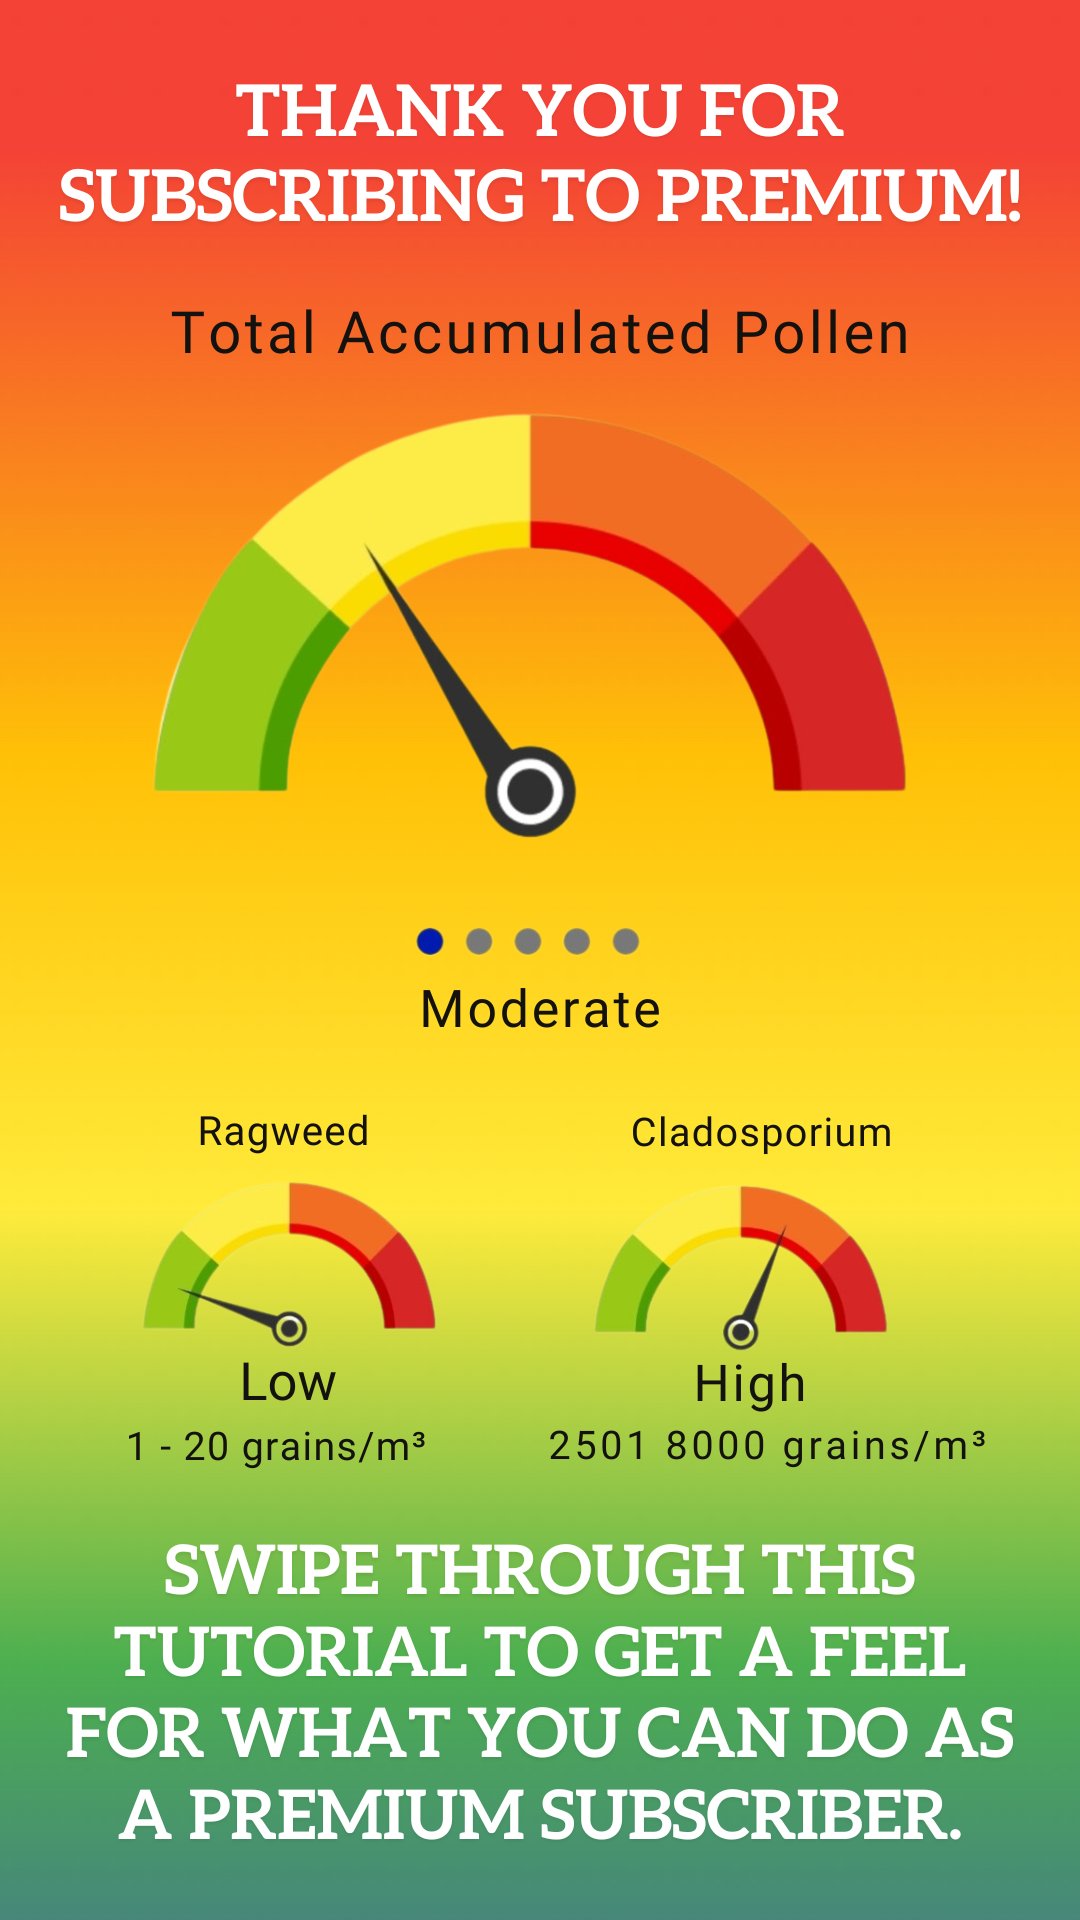 THANK YOU FOR
SUBSCRIBING TO PREMIUM!
Total Accumulated Pollen
Moderate
Ragweed
Low
1 - 20 grains/m³
Cladosporium
High
2501 8000 grains/m³
SWIPE THROUGH THIS
TUTORIAL TO GET A FEEL
FOR WHAT YOU CAN DO AS
A PREMIUM SUBSCRIBER.